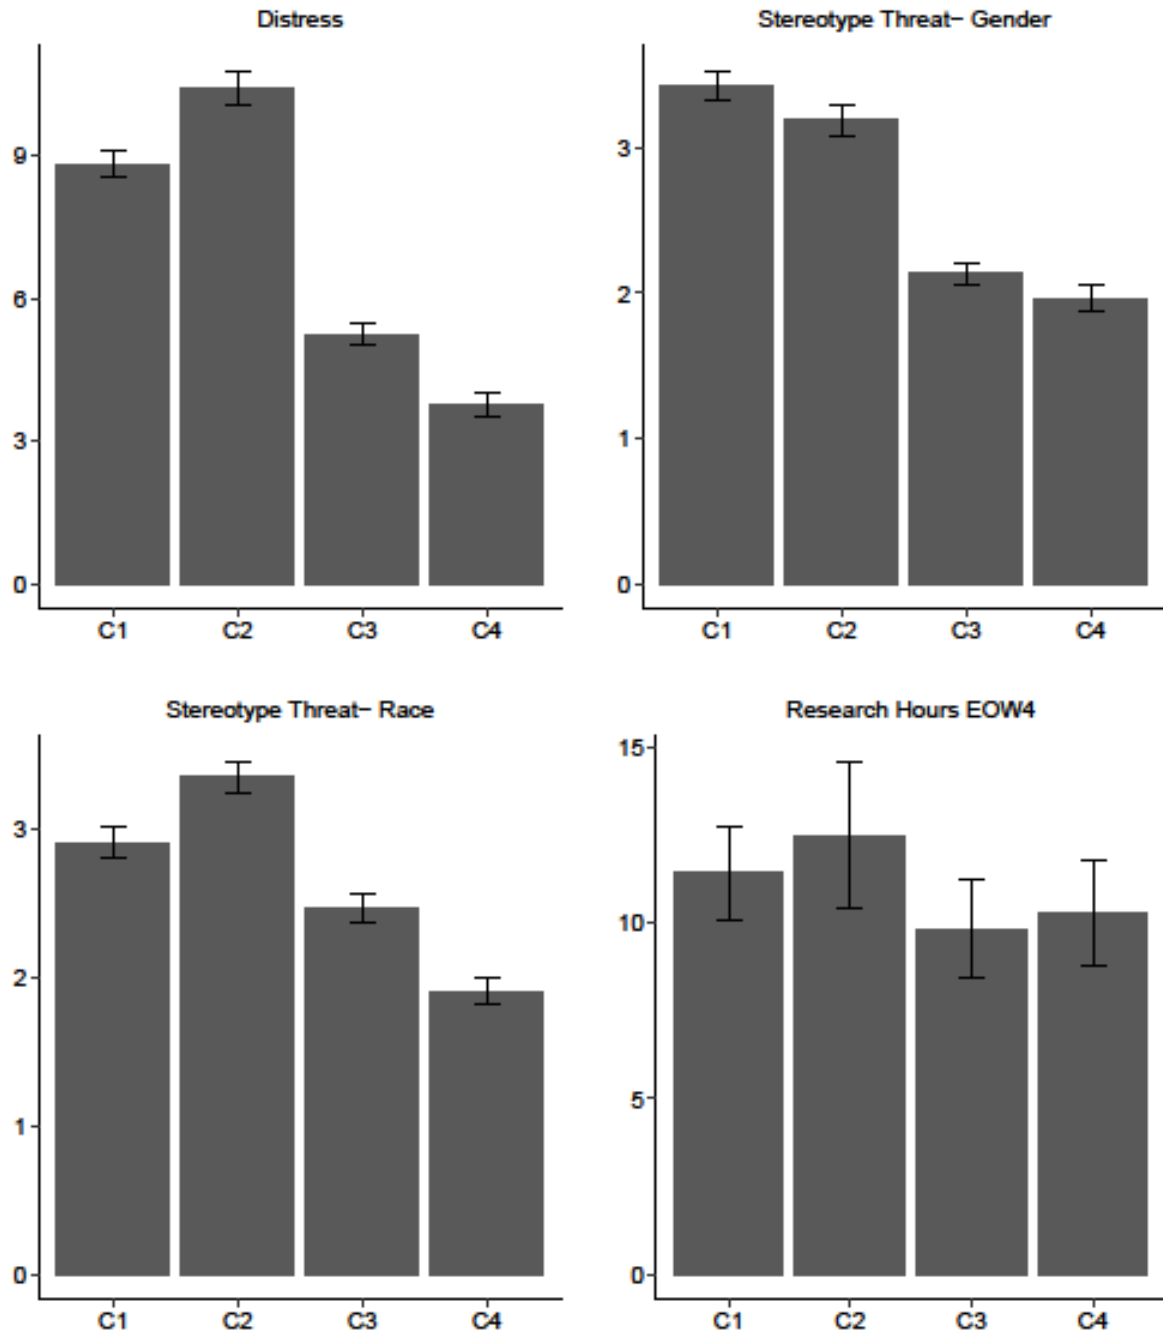 Distress
9
6
3
0
C1 C2 C3 C4
Stereotype Threat− Gender
3
2
1
0
C1 C2 C3 C4
Stereotype Threat− Race
3
2
1
0
C1 C2 C3 C4
Research Hours EOW4
15
10
5
0
C1 C2 C3 C4